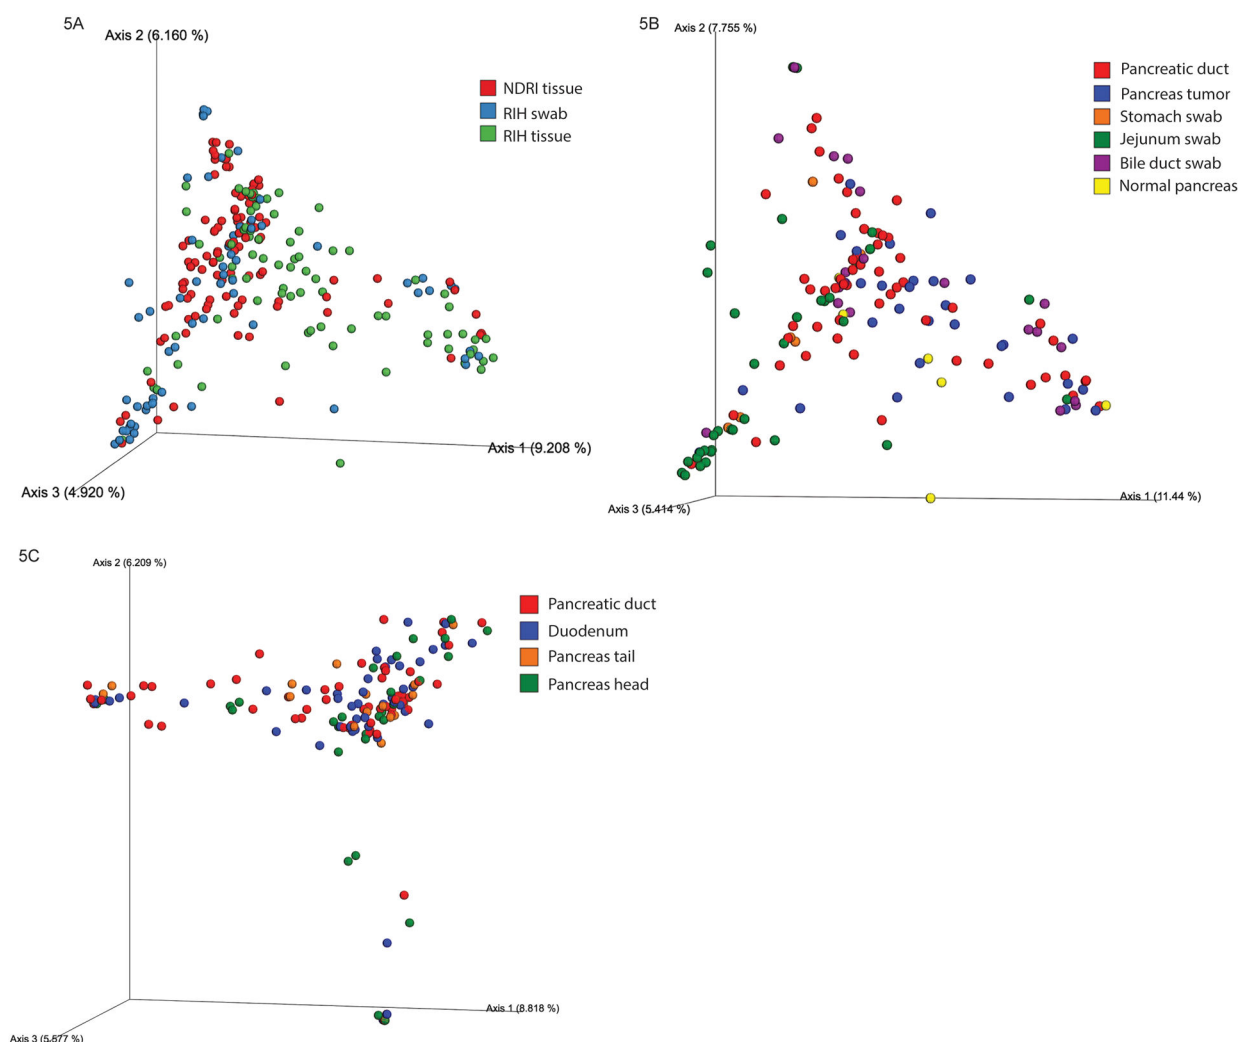 5A
Axis 2 (6.160 %)
NDRI tissue
RIH swab
RIH tissue
Axis 1 (9.208 %)
Axis 3 (4.920 %)
5B
Axis 2 (7.755 %)
Pancreatic duct
Pancreas tumor
Stomach swab
Jejunum swab
Bile duct swab
Normal pancreas
Axis 1 (11.44 %)
Axis 3 (5.414 %)
5C
Axis 2 (6.209 %)
Pancreatic duct
Duodenum
Pancreas tail
Pancreas head
Axis 1 (8.818 %)
Axis 3 (5.577 %)